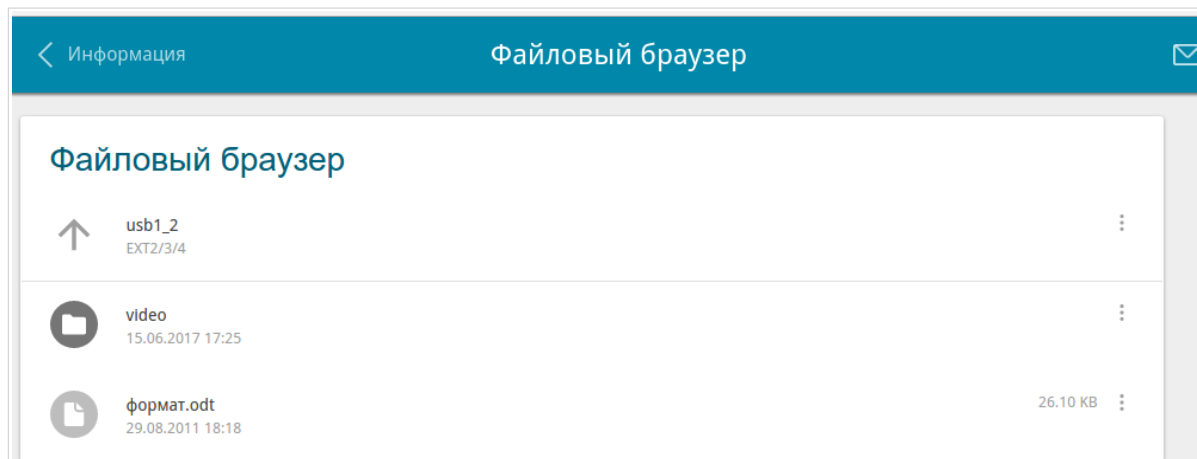 Информация
Файловый браузер
Файловый браузер
usb1_2
EXT2/3/4
video
15.06.2017 17:25
формат.odt
26.10 KB
29.08.2011 18:18